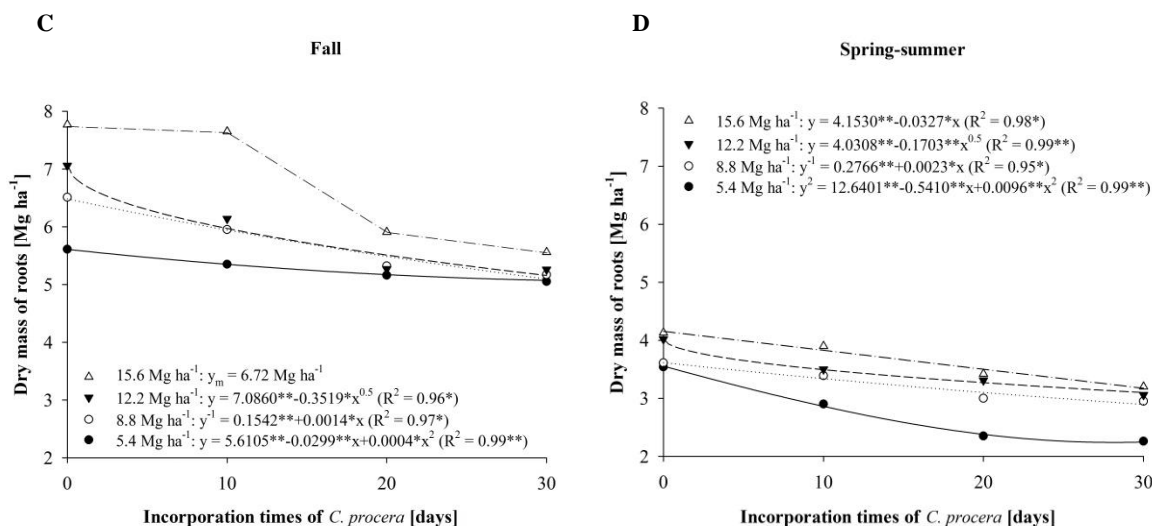 C
Fall
Dry mass of roots [Mg ha⁻¹]
8
7
6
5
4
3
2
15.6 Mg ha⁻¹: yₘ = 6.72 Mg ha⁻¹
12.2 Mg ha⁻¹: y = 7.0860**-0.3519*x⁰·⁵ (R² = 0.96*)
8.8 Mg ha⁻¹: y⁻¹ = 0.1542**+0.0014*x (R² = 0.97*)
5.4 Mg ha⁻¹: y = 5.6105**-0.0299**x+0.0004*x² (R² = 0.99**)
0 10 20 30
Incorporation times of C. procera [days]
D
Spring-summer
Dry mass of roots [Mg ha⁻¹]
8
7
6
5
4
3
2
15.6 Mg ha⁻¹: y = 4.1530**-0.0327*x (R² = 0.98*)
12.2 Mg ha⁻¹: y = 4.0308**-0.1703**x⁰·⁵ (R² = 0.99**)
8.8 Mg ha⁻¹: y⁻¹ = 0.2766**+0.0023*x (R² = 0.95*)
5.4 Mg ha⁻¹: y² = 12.6401**-0.5410**x+0.0096**x² (R² = 0.99**)
0 10 20 30
Incorporation times of C. procera [days]